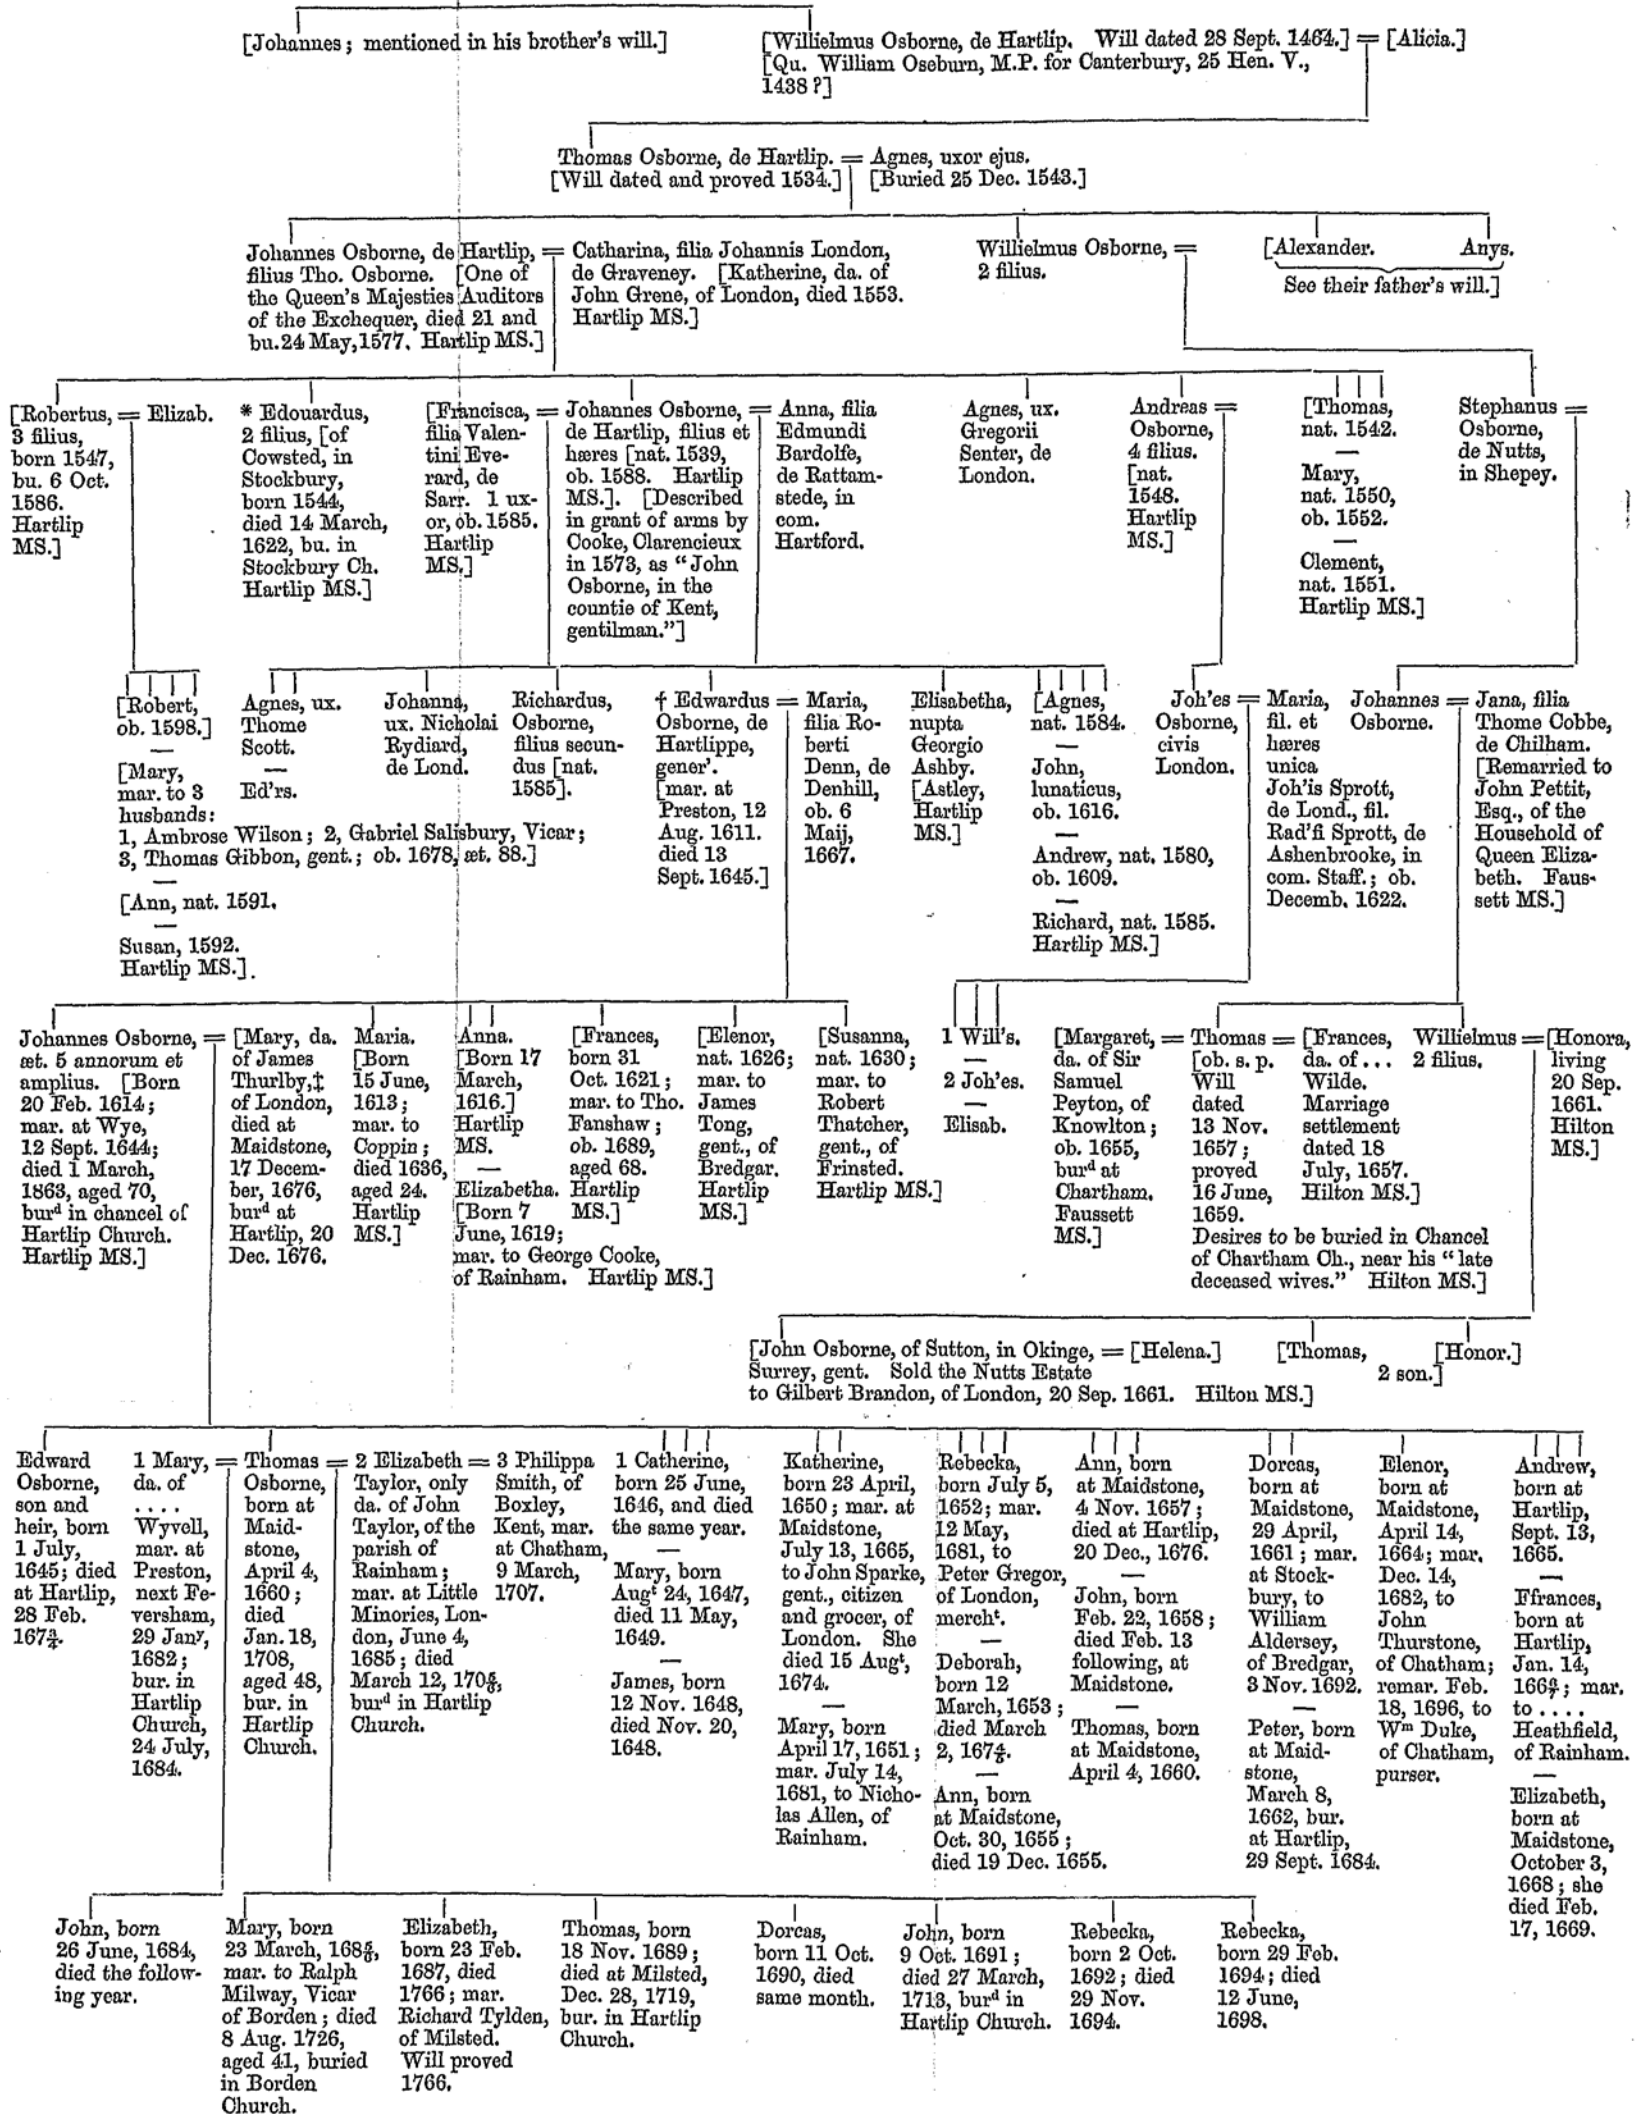 [Johannes; mentioned in his brother's will.]
[Willielmus Osborne, de Hartlip. Will dated 28 Sept. 1464.] = [Alicia.]
[Qu. William Oseburn, M.P. for Canterbury, 25 Hen. V.,
1438?]
Thomas Osborne, de Hartlip. = Agnes, uxor ejus.
[Will dated and proved 1534.] [Buried 25 Dec. 1543.]
Johannes Osborne, de Hartlip, =
filius Tho. Osborne. [One of
the Queen's Majesties Auditors
of the Exchequer, died 21 and
bu. 24 May, 1577. Hartlip MS.]
Catharina, filia Johannis London,
de Graveney. [Katherine, da. of
John Grene, of London, died 1553.
Hartlip MS.]
Willielmus Osborne, =
2 filius.
[Alexander. Anys.
See their father's will.]
[Robertus, =
3 filius,
born 1547,
bu. 6 Oct.
1586.
Hartlip
MS.]
Elizab.
* Edouardus,
2 filius, [of
Cowsted, in
Stockbury,
born 1544,
died 14 March,
1622, bu. in
Stockbury Ch.
Hartlip MS.]
[Francisca, =
filia Valen-
tini Eve-
rard, de
Sarr. 1 ux-
or, ob. 1585.
Hartlip
MS.]
Johannes Osborne, =
de Hartlip, filius et
hæres [nat. 1539,
ob. 1588. Hartlip
MS.]. [Described
in grant of arms by
Cooke, Clarencieux
in 1573, as "John
Osborne, in the
countie of Kent,
gentilman."]
Anna, filia
Edmundi
Bardolfe,
de Rattam-
stede, in
com.
Hartford.
Agnes, ux.
Gregorii
Senter, de
London.
Andreas =
Osborne,
4 filius.
[nat.
1548.
Hartlip
MS.]
[Thomas,
nat. 1542.
—
Mary,
nat. 1550,
ob. 1552.
—
Clement,
nat. 1551.
Hartlip MS.]
Stephanus =
Osborne,
de Nutts,
in Shepey.
[Robert,
ob. 1598.]
—
[Mary,
mar. to 3
husbands:
1, Ambrose Wilson; 2, Gabriel Salisbury, Vicar;
3, Thomas Gibbon, gent.; ob. 1678, æt. 88.]
—
[Ann, nat. 1591.
—
Susan, 1592.
Hartlip MS.].
Agnes, ux.
Thome
Scott.
—
Ed'rs.
Johanna,
ux. Nicholai
Rydiard,
de Lond.
Richardus,
Osborne,
filius secun-
dus [nat.
1585].
† Edwardus =
Osborne, de
Hartlippe,
gener'.
[mar. at
Preston, 12
Aug. 1611.
died 13
Sept. 1645.]
Maria,
filia Ro-
berti
Denn, de
Denhill,
ob. 6
Maij,
1667.
Elisabetha,
nupta
Georgio
Ashby.
[Astley,
Hartlip
MS.]
[Agnes,
nat. 1584.
—
John,
lunaticus,
ob. 1616.
—
Andrew, nat. 1580,
ob. 1609.
—
Richard, nat. 1585.
Hartlip MS.]
Joh'es =
Osborne,
civis
London.
Maria,
fil. et
hæres
unica
Joh'is Sprott,
de Lond., fil.
Rad'fi Sprott, de
Ashenbrooke, in
com. Staff.; ob.
Decemb. 1622.
Johannes =
Osborne.
Jana, filia
Thome Cobbe,
de Chilham.
[Remarried to
John Pettit,
Esq., of the
Household of
Queen Eliza-
beth. Faus-
sett MS.]
Johannes Osborne, =
æt. 5 annorum et
amplius. [Born
20 Feb. 1614;
mar. at Wye,
12 Sept. 1644;
died 1 March,
1863, aged 70,
burd in chancel of
Hartlip Church.
Hartlip MS.]
[Mary, da.
of James
Thurlby,‡
of London,
died at
Maidstone,
17 Decem-
ber, 1676,
burd at
Hartlip, 20
Dec. 1676.
Maria.
[Born
15 June,
1613;
mar. to
Coppin;
died 1636,
aged 24.
Hartlip
MS.]
Anna.
[Born 17
March,
1616.]
Hartlip
MS.
—
Elizabetha.
[Born 7
June, 1619;
mar. to George Cooke,
of Rainham. Hartlip MS.]
[Frances,
born 31
Oct. 1621;
mar. to Tho.
Fanshaw;
ob. 1689,
aged 68.
Hartlip
MS.]
[Elenor,
nat. 1626;
mar. to
James
Tong,
gent., of
Bredgar.
Hartlip
MS.]
[Susanna,
nat. 1630;
mar. to
Robert
Thatcher,
gent., of
Frinsted.
Hartlip MS.]
1 Will's.
—
2 Joh'es.
—
Elisab.
[Margaret, =
da. of Sir
Samuel
Peyton, of
Knowlton;
ob. 1655,
burd at
Chartham.
Faussett
MS.]
Thomas =
[ob. s. p.
Will
dated
13 Nov.
1657;
proved
16 June,
1659.
Desires to be buried in Chancel
of Chartham Ch., near his "late
deceased wives." Hilton MS.]
[Frances,
da. of ...
Wilde.
Marriage
settlement
dated 18
July, 1657.
Hilton MS.]
Willielmus =
2 filius.
[Honora,
living
20 Sep.
1661.
Hilton
MS.]
[John Osborne, of Sutton, in Okinge, = [Helena.]
Surrey, gent. Sold the Nutts Estate
to Gilbert Brandon, of London, 20 Sep. 1661. Hilton MS.]
[Thomas,
2 son.]
[Honor.]
Edward
Osborne,
son and
heir, born
1 July,
1645; died
at Hartlip,
28 Feb.
167¾.
1 Mary, =
da. of
....
Wyvell,
mar. at
Preston,
next Fe-
versham,
29 Jany,
1682;
bur. in
Hartlip
Church,
24 July,
1684.
Thomas =
Osborne,
born at
Maid-
stone,
April 4,
1660;
died
Jan. 18,
1708,
aged 48,
bur. in
Hartlip
Church.
2 Elizabeth =
Taylor, only
da. of John
Taylor, of the
parish of
Rainham;
mar. at Little
Minories, Lon-
don, June 4,
1685; died
March 12, 170⅚,
burd in Hartlip
Church.
3 Philippa
Smith, of
Boxley,
Kent, mar.
at Chatham,
9 March,
1707.
1 Catherine,
born 25 June,
1646, and died
the same year.
—
Mary, born
Augt 24, 1647,
died 11 May,
1649.
—
James, born
12 Nov. 1648,
died Nov. 20,
1648.
Katherine,
born 23 April,
1650; mar. at
Maidstone,
July 13, 1665,
to John Sparke,
gent., citizen
and grocer, of
London. She
died 15 Augt,
1674.
—
Mary, born
April 17, 1651;
mar. July 14,
1681, to Nicho-
las Allen, of
Rainham.
Rebecka,
born July 5,
1652; mar.
12 May,
1681, to
Peter Gregor,
of London,
mercht.
—
Deborah,
born 12
March, 1653;
died March
2, 167⅘.
—
Ann, born
at Maidstone,
Oct. 30, 1655;
died 19 Dec. 1655.
Ann, born
at Maidstone,
4 Nov. 1657;
died at Hartlip,
20 Dec., 1676.
—
John, born
Feb. 22, 1658;
died Feb. 13
following, at
Maidstone.
—
Thomas, born
at Maidstone,
April 4, 1660.
Dorcas,
born at
Maidstone,
29 April,
1661; mar.
at Stock-
bury, to
William
Aldersey,
of Bredgar,
3 Nov. 1692.
—
Peter, born
at Maid-
stone,
March 8,
1662, bur.
at Hartlip,
29 Sept. 1684.
Elenor,
born at
Maidstone,
April 14,
1664; mar.
Dec. 14,
1682, to
John
Thurstone,
of Chatham;
remar. Feb.
18, 1696, to
Wm Duke,
of Chatham,
purser.
Andrew,
born at
Hartlip,
Sept. 13,
1665.
—
Ffrances,
born at
Hartlip,
Jan. 14,
166 6/7; mar.
to ....
Heathfield,
of Rainham.
—
Elizabeth,
born at
Maidstone,
October 3,
1668; she
died Feb.
17, 1669.
John, born
26 June, 1684,
died the follow-
ing year.
Mary, born
23 March, 168⅚,
mar. to Ralph
Milway, Vicar
of Borden; died
8 Aug. 1726,
aged 41, buried
in Borden
Church.
Elizabeth,
born 23 Feb.
1687, died
1766; mar.
Richard Tylden,
of Milsted.
Will proved
1766.
Thomas, born
18 Nov. 1689;
died at Milsted,
Dec. 28, 1719,
bur. in Hartlip
Church.
Dorcas,
born 11 Oct.
1690, died
same month.
John, born
9 Oct. 1691;
died 27 March,
1713, burd in
Hartlip Church.
Rebecka,
born 2 Oct.
1692; died
29 Nov.
1694.
Rebecka,
born 29 Feb.
1694; died
12 June,
1698.